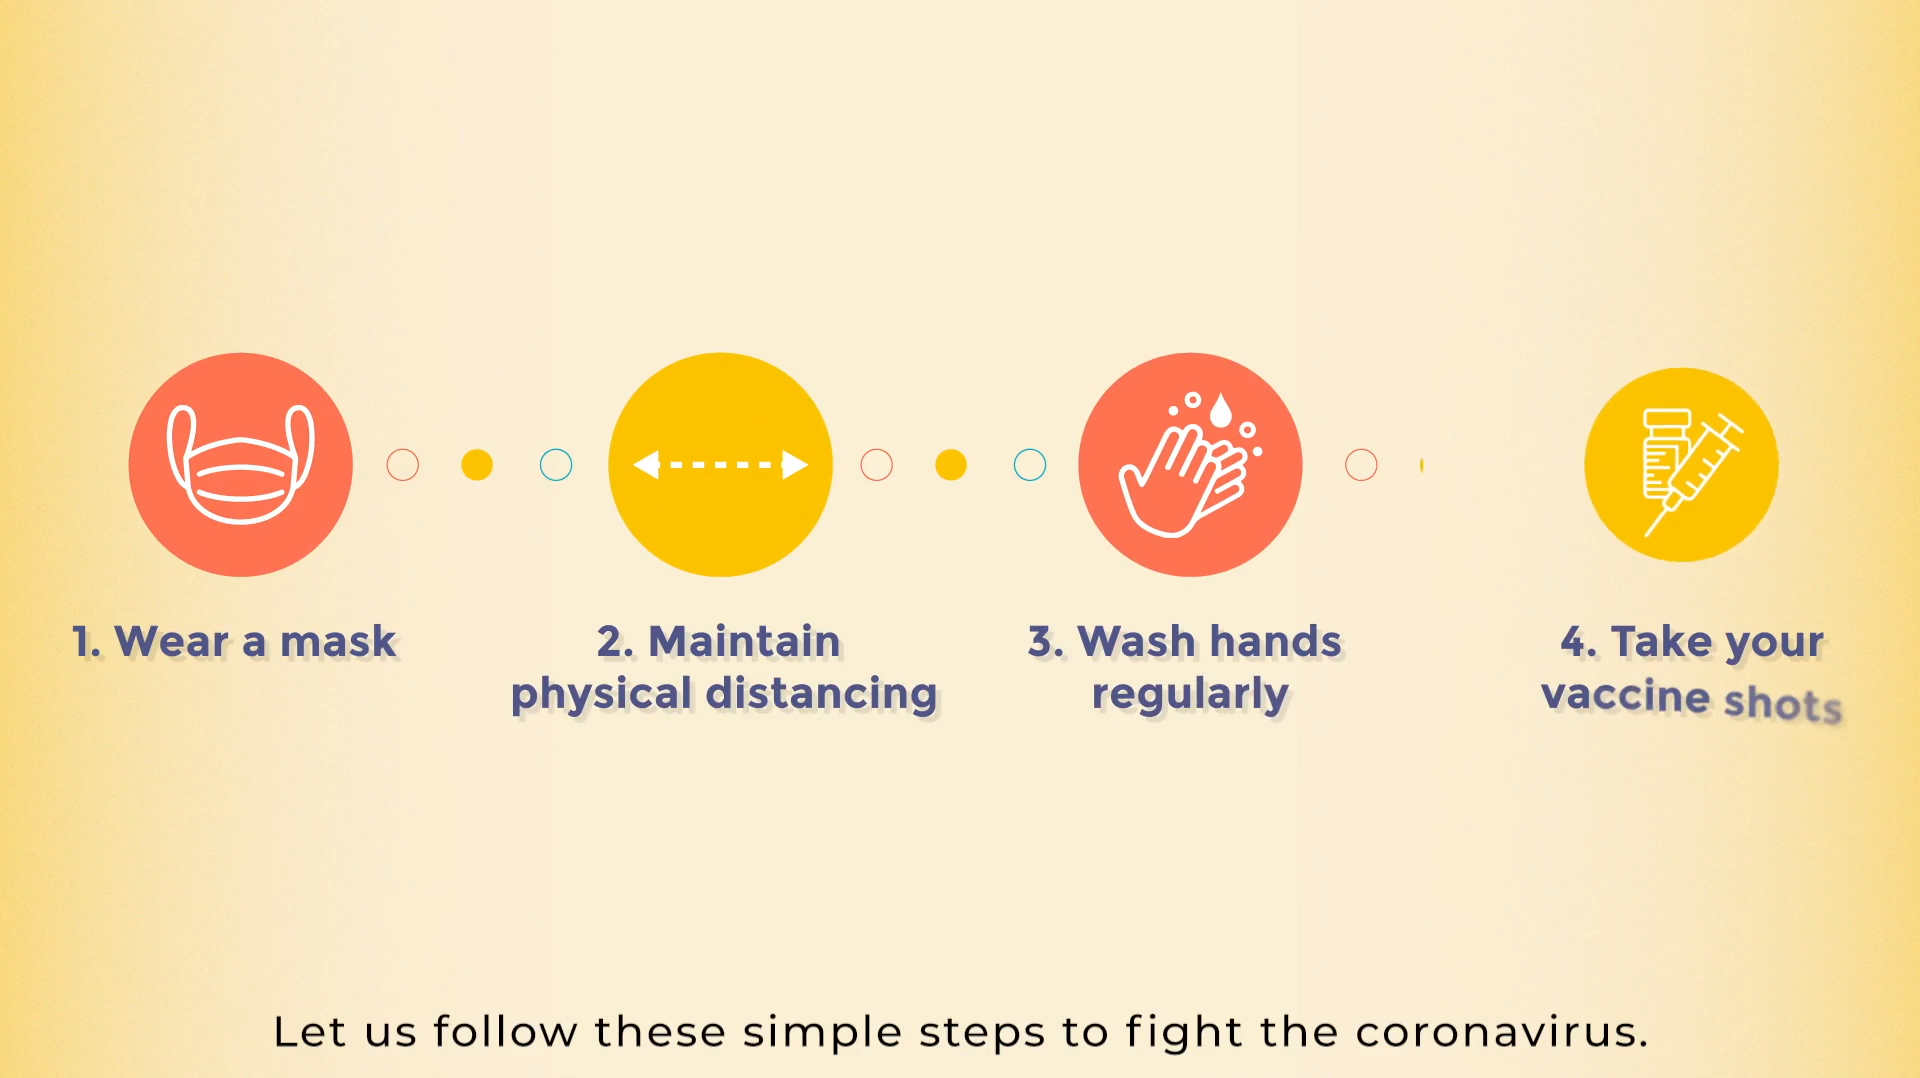 1. Wear a mask
2. Maintain
physical distancing
3. Wash hands
regularly
4. Take your
vaccine shots
Let us follow these simple steps to fight the coronavirus.